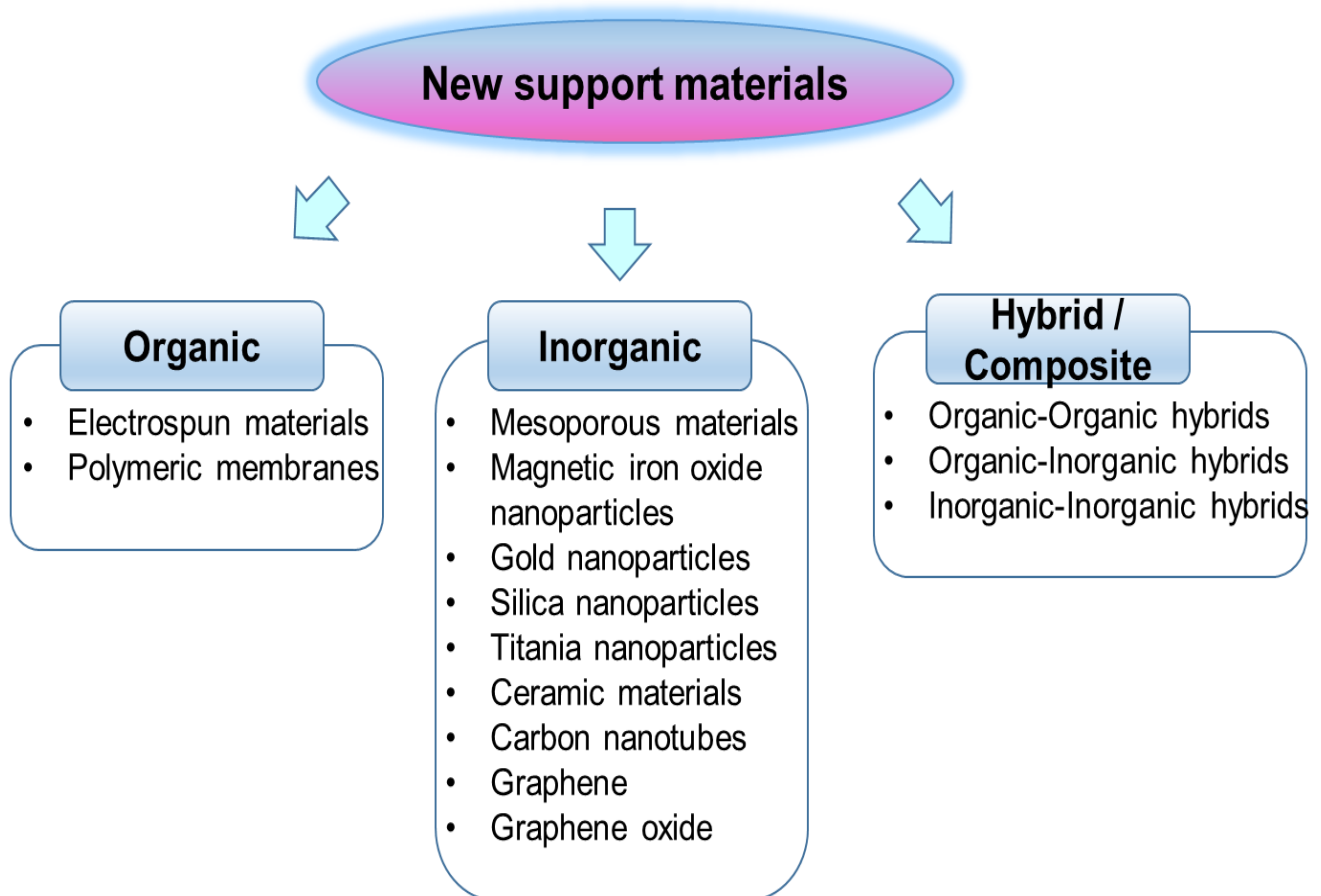 New support materials
Organic
• Electrospun materials
• Polymeric membranes
Inorganic
• Mesoporous materials
• Magnetic iron oxide
nanoparticles
• Gold nanoparticles
• Silica nanoparticles
• Titania nanoparticles
• Ceramic materials
• Carbon nanotubes
• Graphene
• Graphene oxide
Hybrid /
Composite
• Organic-Organic hybrids
• Organic-Inorganic hybrids
• Inorganic-Inorganic hybrids